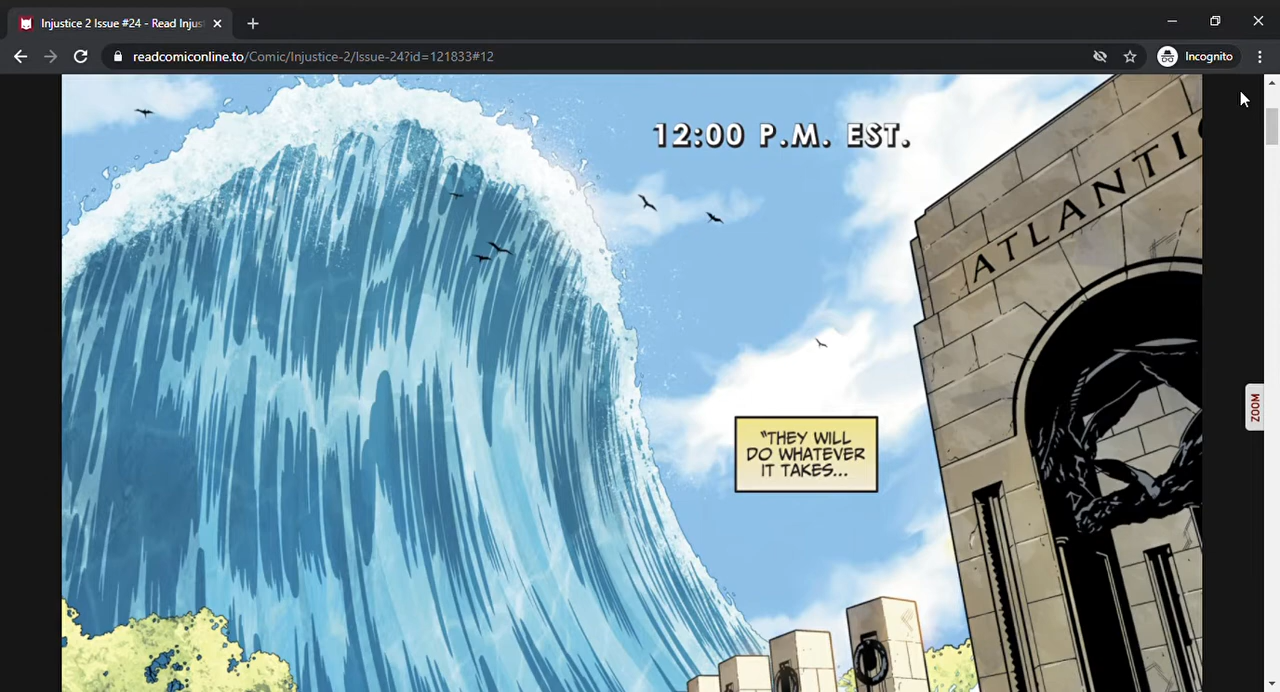 Injustice 2 Issue #24 - Read Injus
readcomiconline.to/Comic/Injustice-2/Issue-24?id=121833#12
Incognito
12:00 P.M. EST.
ATLANTIC
ZOOM
"THEY WILL
DO WHATEVER
IT TAKES...